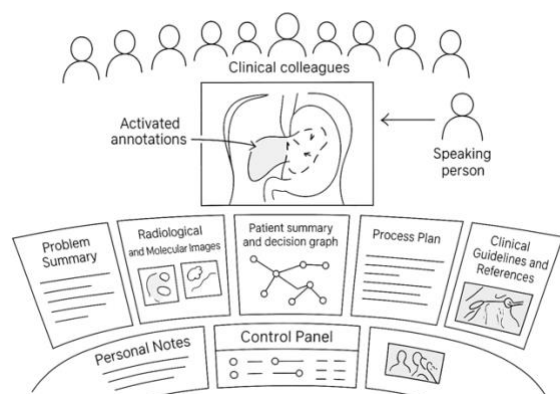 Clinical colleagues
Activated
annotations
Speaking
person
Problem
Summary
Radiological
and Molecular Images
Patient summary
and decision graph
Process Plan
Clinical
Guidelines and
References
Personal Notes
Control Panel